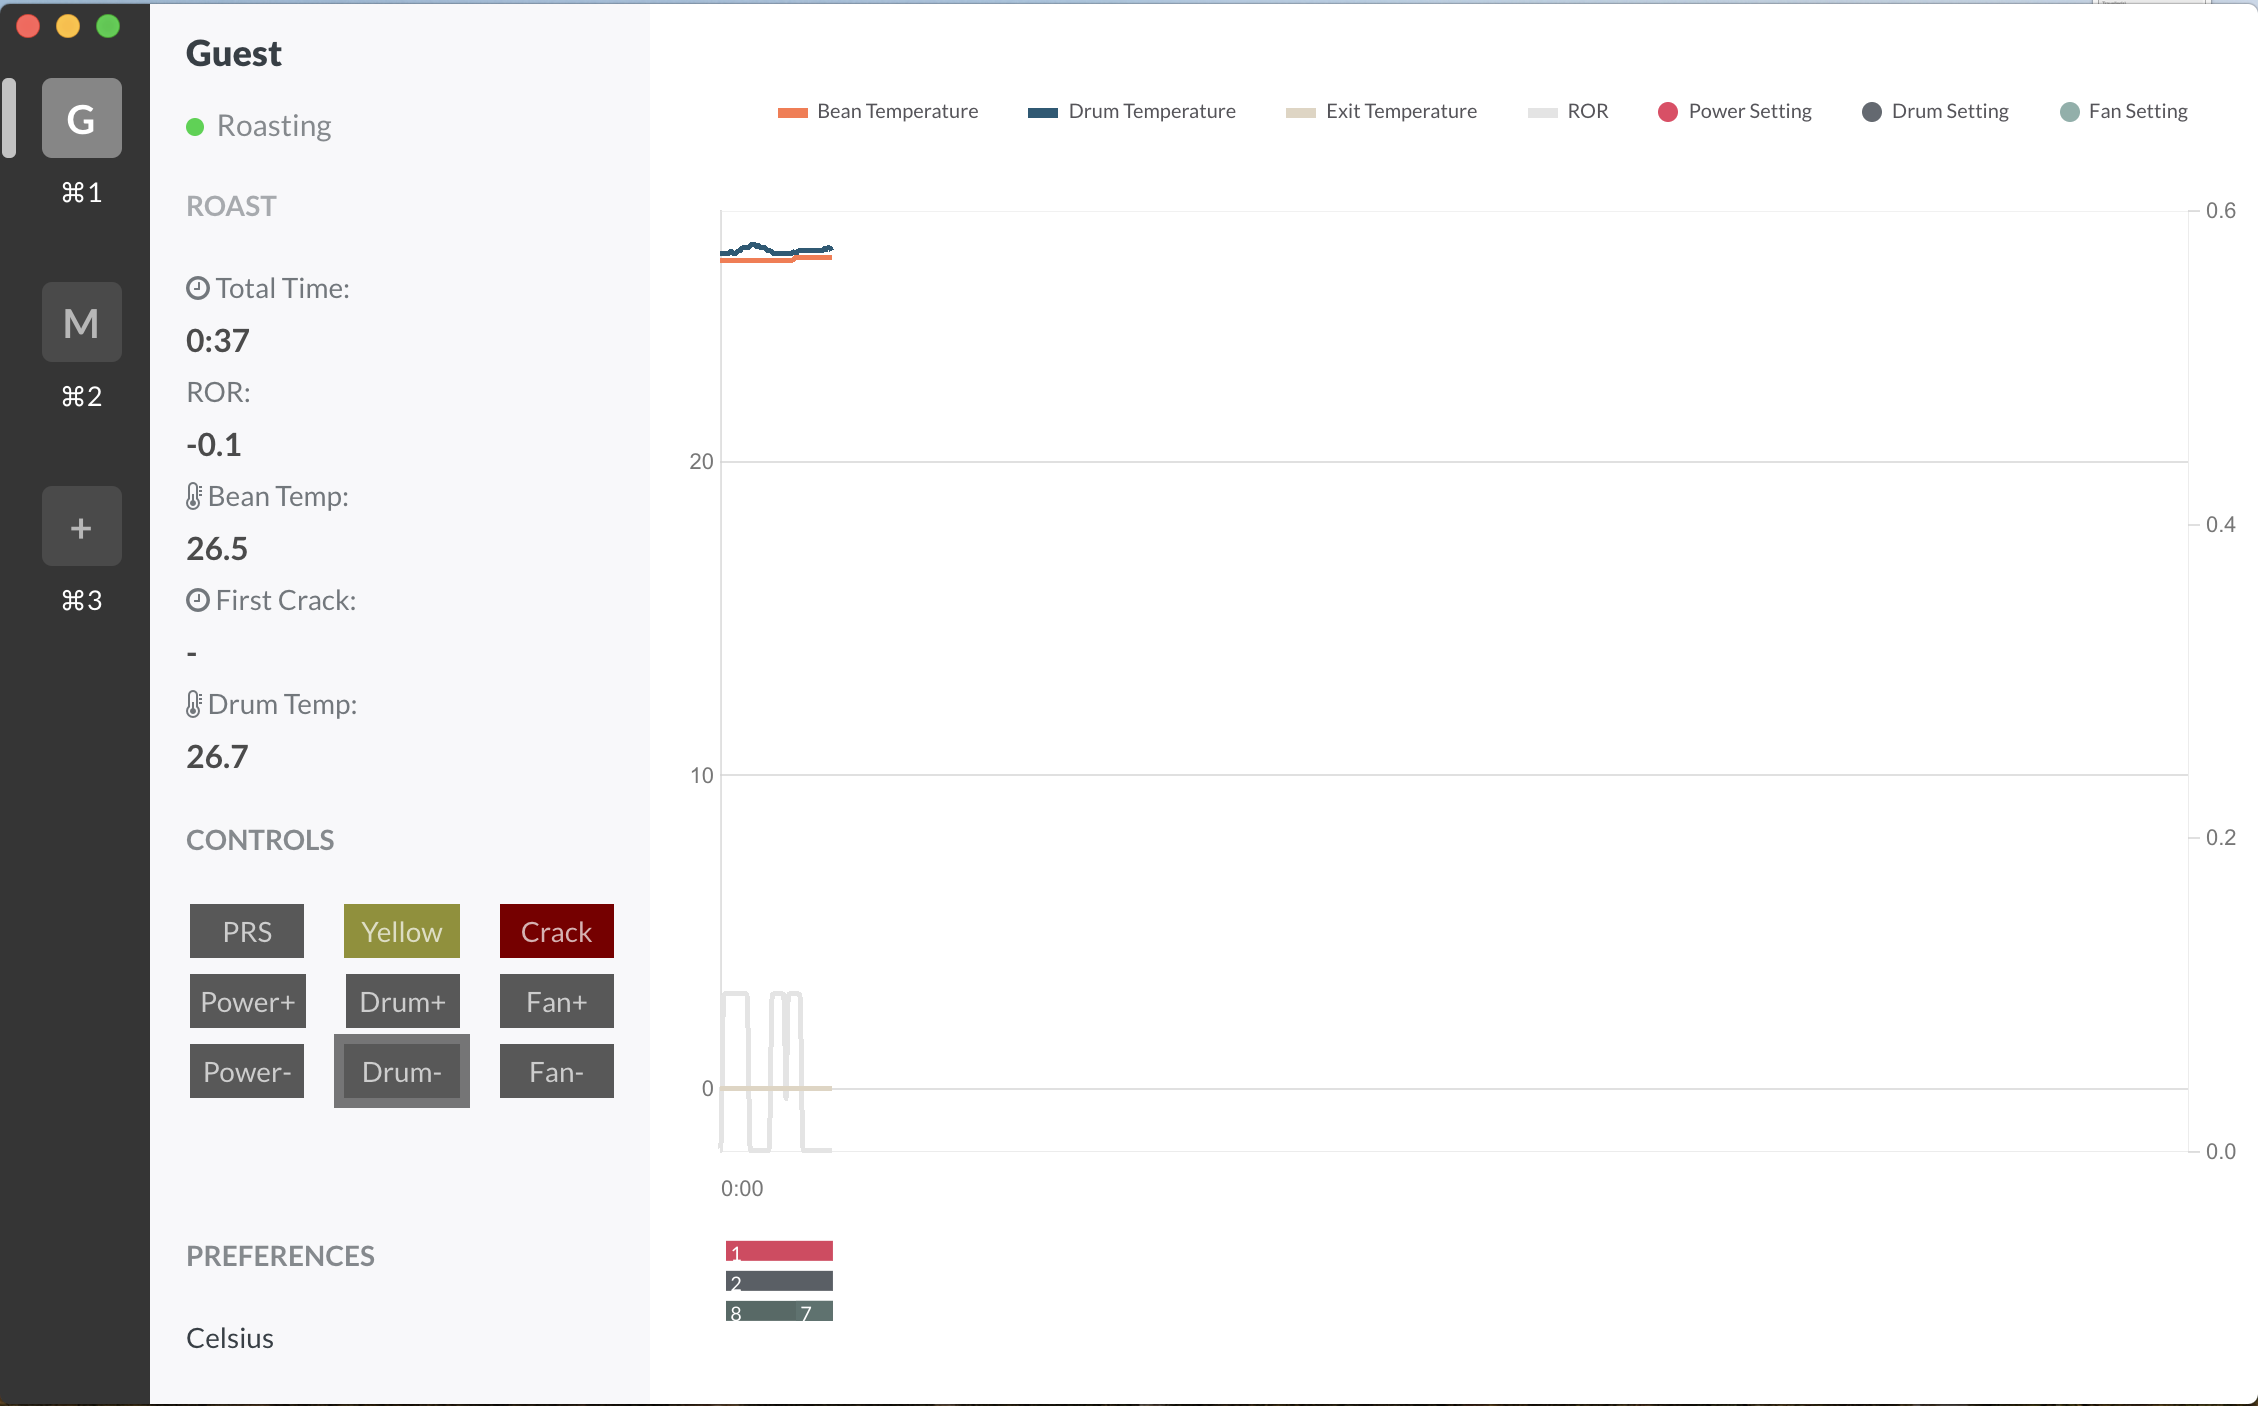 Guest
G
⌘1
M
⌘2
+
⌘3
Roasting
ROAST
Total Time:
0:37
ROR:
-0.1
Bean Temp:
26.5
First Crack:
-
Drum Temp:
26.7
CONTROLS
PRS Yellow Crack
Power+ Drum+ Fan+
Power- Drum- Fan-
PREFERENCES
Celsius
Bean Temperature Drum Temperature Exit Temperature ROR Power Setting Drum Setting Fan Setting
0.6
20
0.4
10
0.2
0
0.0
0:00
1
2
8 7